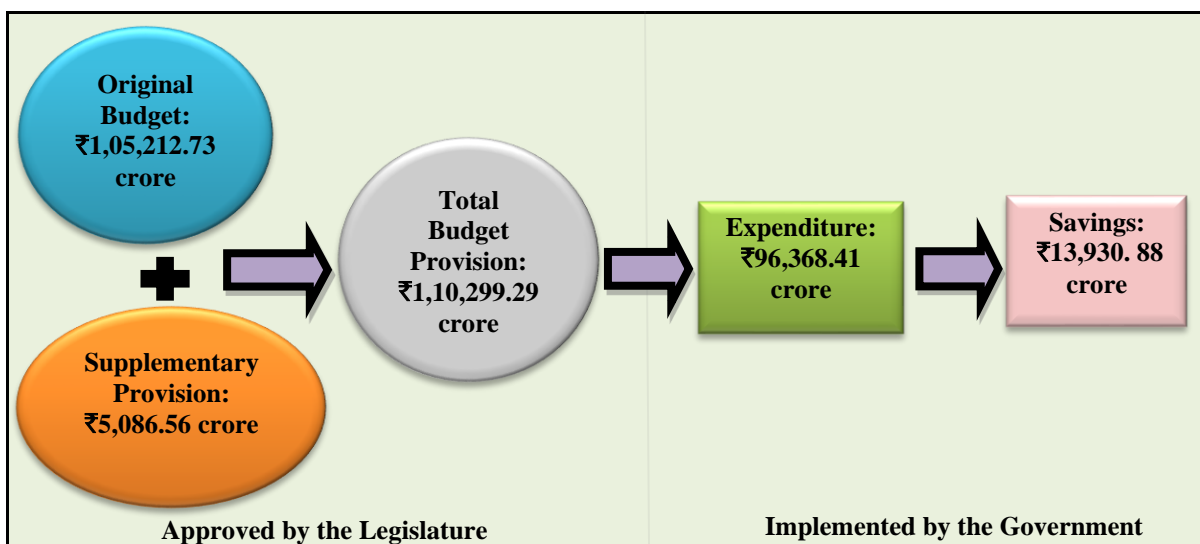 Original
Budget:
₹1,05,212.73
crore
Supplementary
Provision:
₹5,086.56 crore
Total
Budget
Provision:
₹1,10,299.29
crore
Expenditure:
₹96,368.41
crore
Savings:
₹13,930. 88
crore
Approved by the Legislature
Implemented by the Government